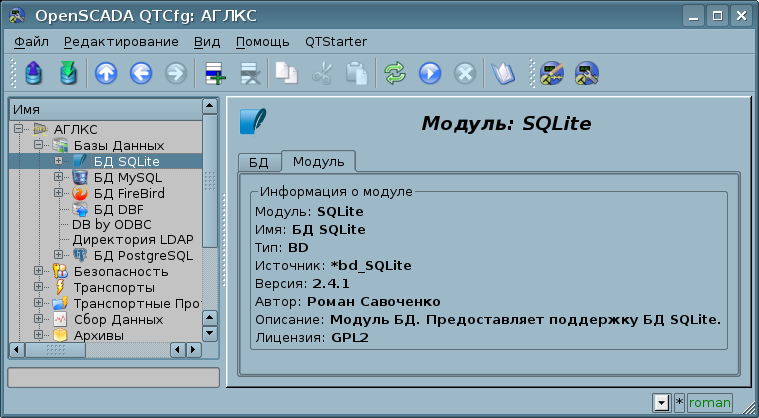 OpenSCADA QTCfg: АГЛКС
Файл Редактирование Вид Помощь QTStarter
Имя
АГЛКС
Базы Данных
БД SQLite
БД MySQL
БД FireBird
БД DBF
DB by ODBC
Директория LDAP
БД PostgreSQL
Безопасность
Транспорты
Транспортные Про
Сбор Данных
Архивы
Модуль: SQLite
БД Модуль
Информация о модуле
Модуль: SQLite
Имя: БД SQLite
Тип: BD
Источник: *bd_SQLite
Версия: 2.4.1
Автор: Роман Савоченко
Описание: Модуль БД. Предоставляет поддержку БД SQLite.
Лицензия: GPL2
* roman